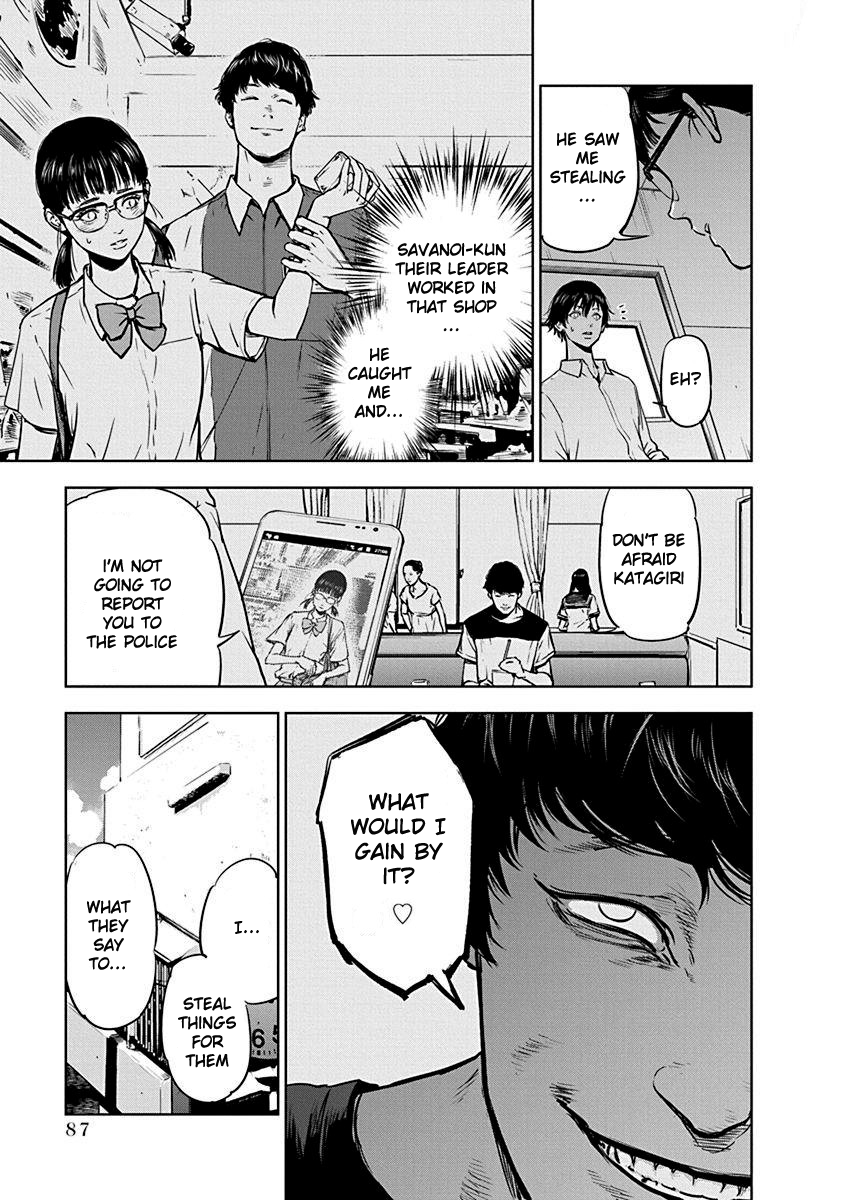 HE SAW
ME
STEALING
...
EH?
SAVANOI-KUN
THEIR LEADER
WORKED IN
THAT SHOP
...
HE
CAUGHT
ME
AND...
DON'T BE
AFRAID
KATAGIRI
I'M NOT
GOING TO
REPORT
YOU TO
THE POLICE
WHAT
WOULD I
GAIN BY
IT?
♡
I...
STEAL
THINGS
FOR
THEM
WHAT
THEY
SAY
TO...
65
87